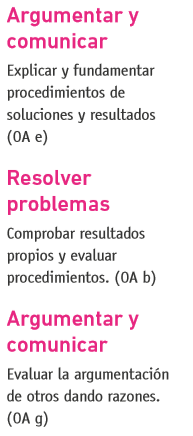 Argumentar y
comunicar
Explicar y fundamentar
procedimientos de
soluciones y resultados
(OA e)
Resolver
problemas
Comprobar resultados
propios y evaluar
procedimientos. (OA b)
Argumentar y
comunicar
Evaluar la argumentación
de otros dando razones.
(OA g)